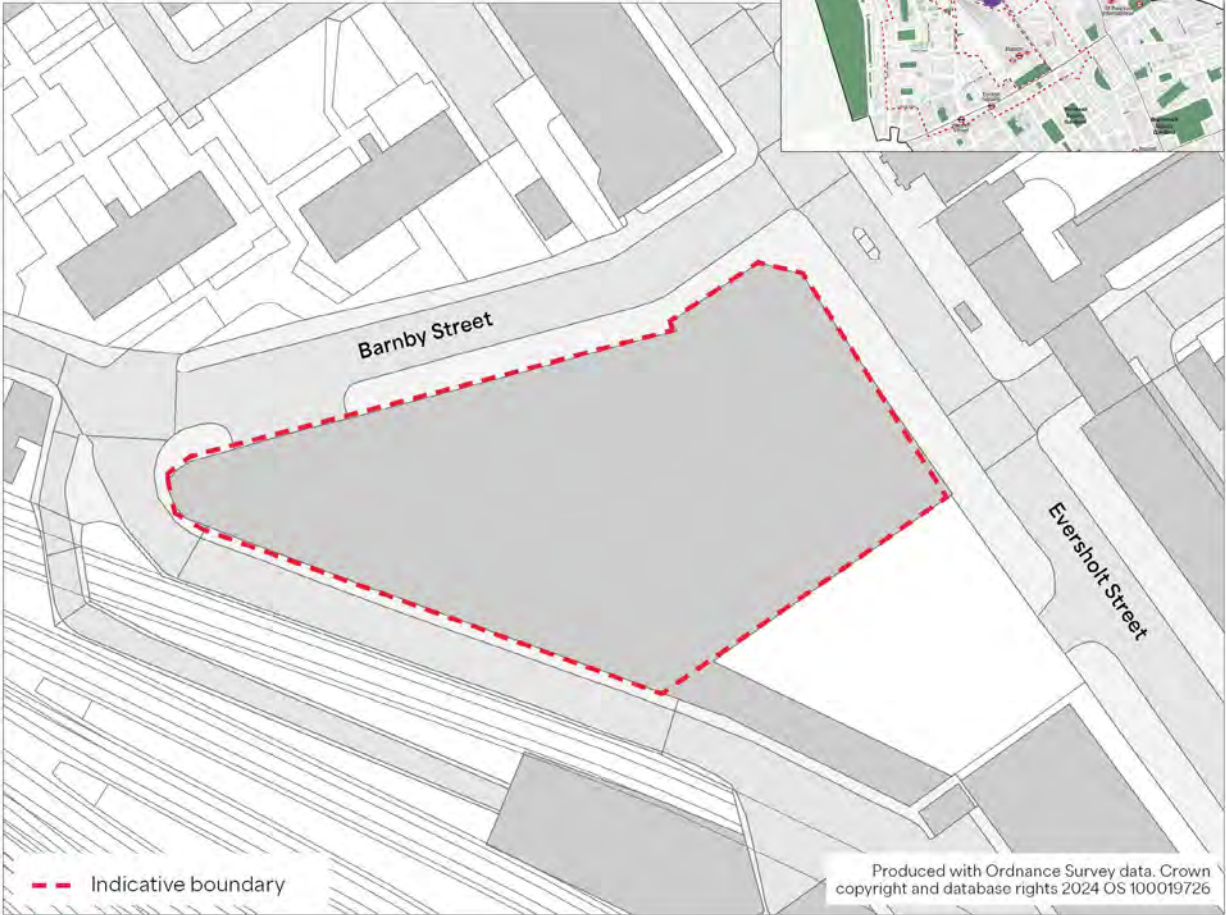 Barnby Street
Eversholt Street
Indicative boundary
Produced with Ordnance Survey data. Crown
copyright and database rights 2024 OS 100019726